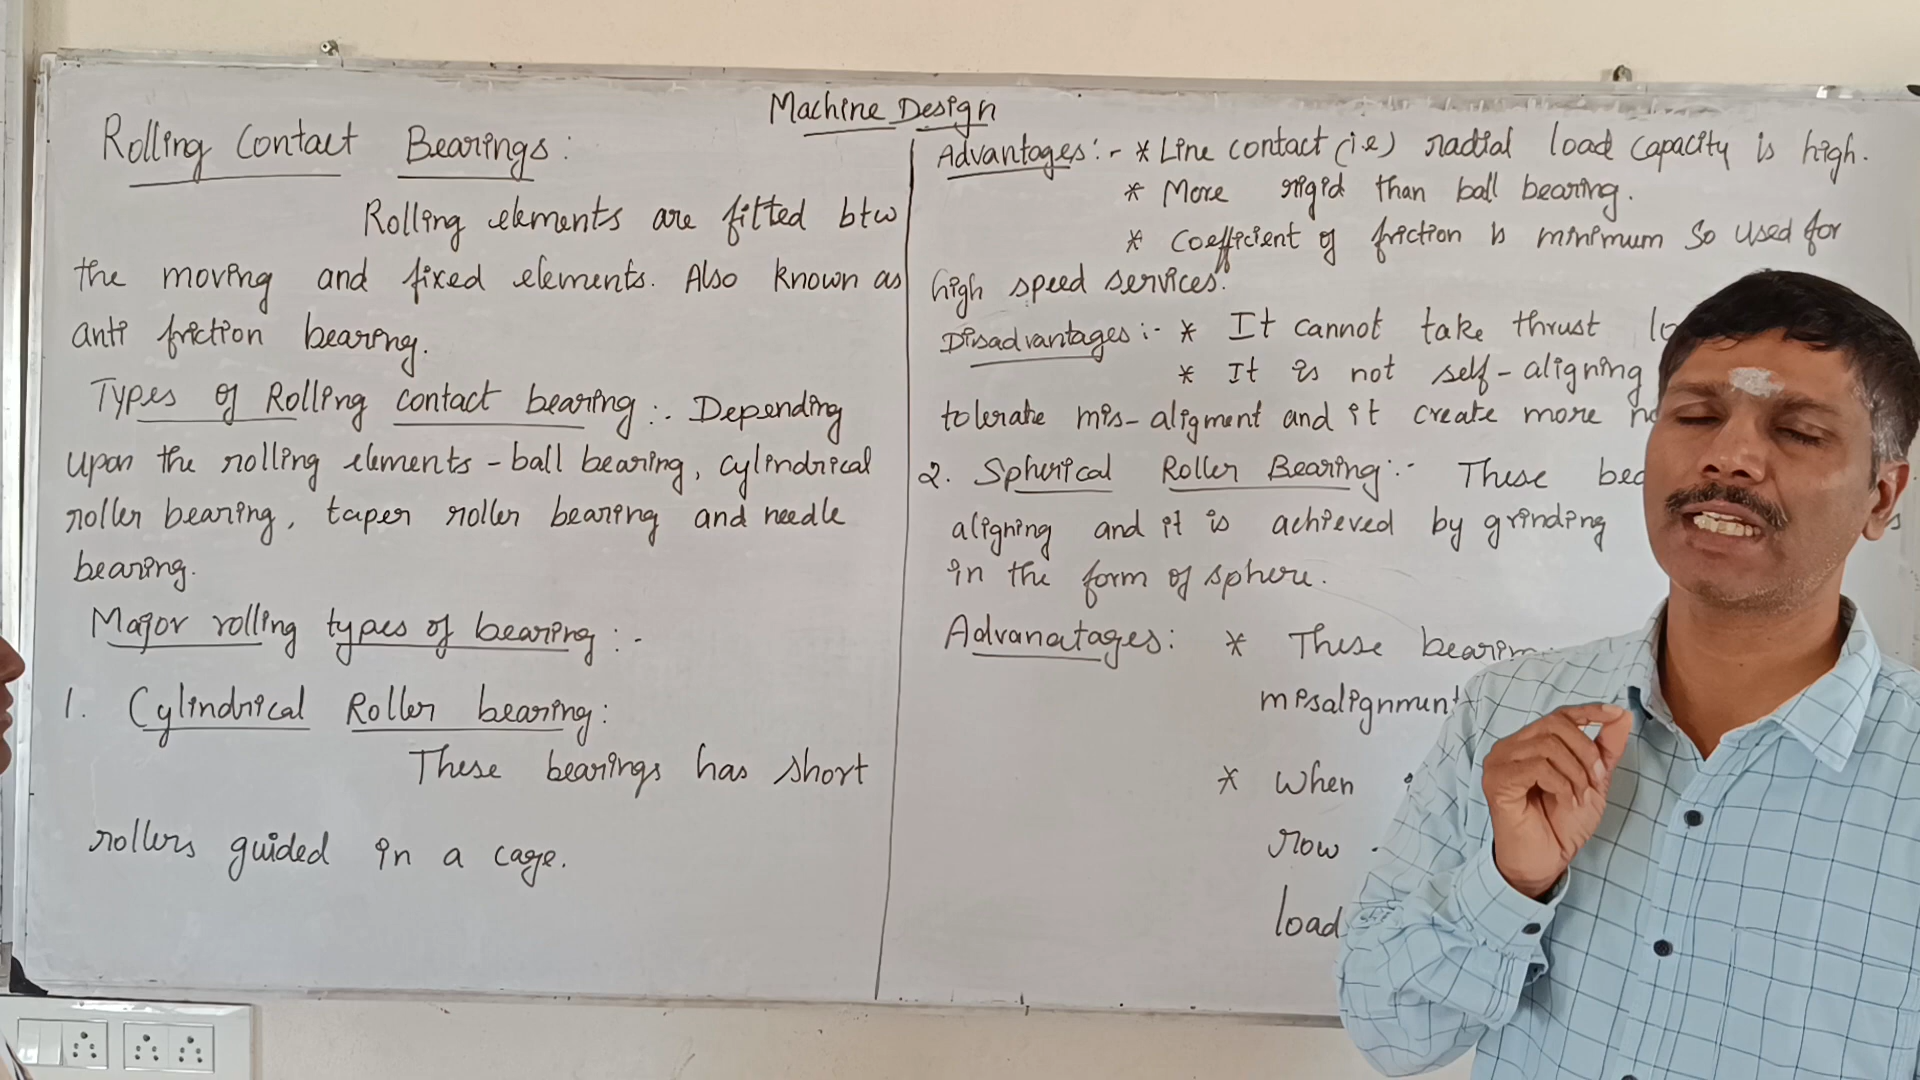 Machine Design
Rolling Contact Bearings:
Rolling elements are fitted btw
the moving and fixed elements. Also known as
anti friction bearing.
Types of Rolling contact bearing:- Depending
upon the rolling elements - ball bearing, cylindrical
roller bearing, taper roller bearing and needle
bearing.
Major rolling types of bearing:-
1. Cylindrical Roller bearing:
These bearings has short
rollers guided in a cage.
Advantages:- * Line contact (i.e) radial load capacity is high.
* More rigid than ball bearing.
* Coefficient of friction is minimum so used for
high speed services.
Disadvantages:- * It cannot take thrust
* It is not self-aligning
tolerate mis-aligment and it create more
2. Spherical Roller Bearing:- These
aligning and it is achieved by grinding
in the form of sphere.
Advanatages: * These
misalignment
* When
row
load